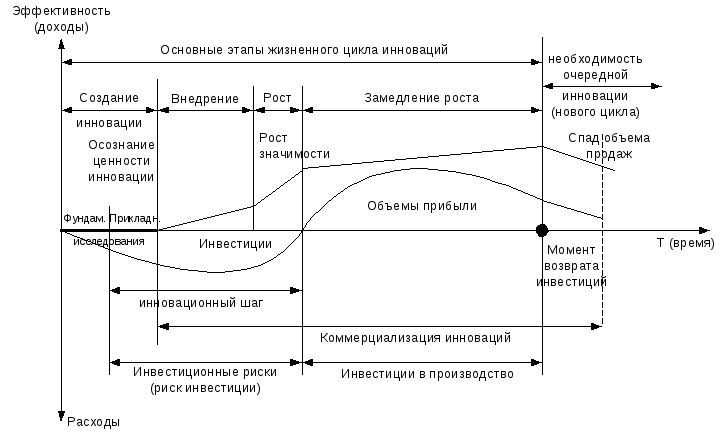 Эффективность
(доходы)
Основные этапы жизненного цикла инноваций
необходимость
очередной
инновации
(нового цикла)
Создание
инновации
Внедрение
Рост
Замедление роста
Осознание
ценности
инновации
Рост
значимости
Спад объема
продаж
Фундам. Прикладн.
исследования
Инвестиции
Объемы прибыли
Т (время)
Момент
возврата
инвестиций
инновационный шаг
Коммерциализация инноваций
Инвестиционные риски
(риск инвестиции)
Инвестиции в производство
Расходы